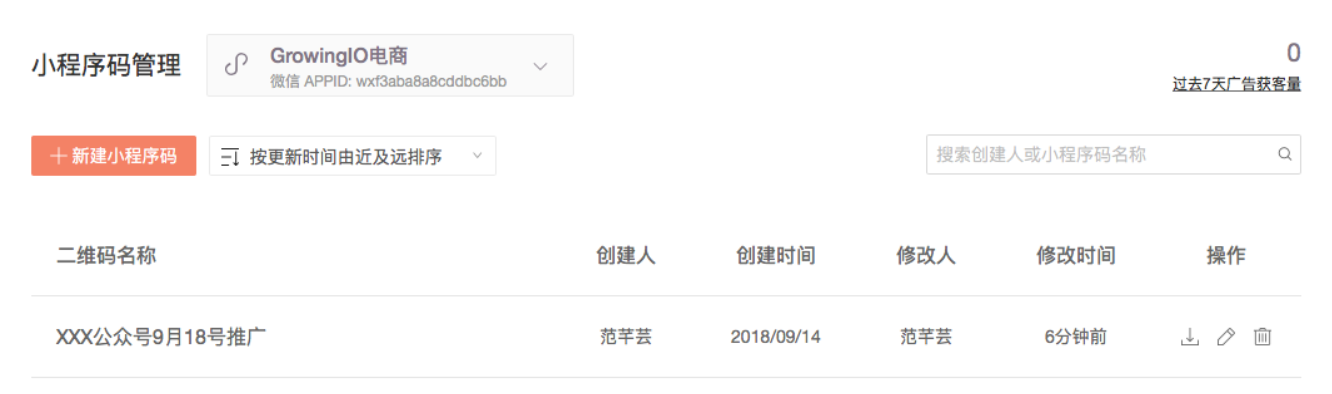 小程序码管理
GrowingIO电商
微信 APPID: wxf3aba8a8cddbc6bb
0
过去7天广告获客量
新建小程序码
按更新时间由近及远排序
搜索创建人或小程序码名称
二维码名称 创建人 创建时间 修改人 修改时间 操作
XXX公众号9月18号推广 范芊芸 2018/09/14 范芊芸 6分钟前